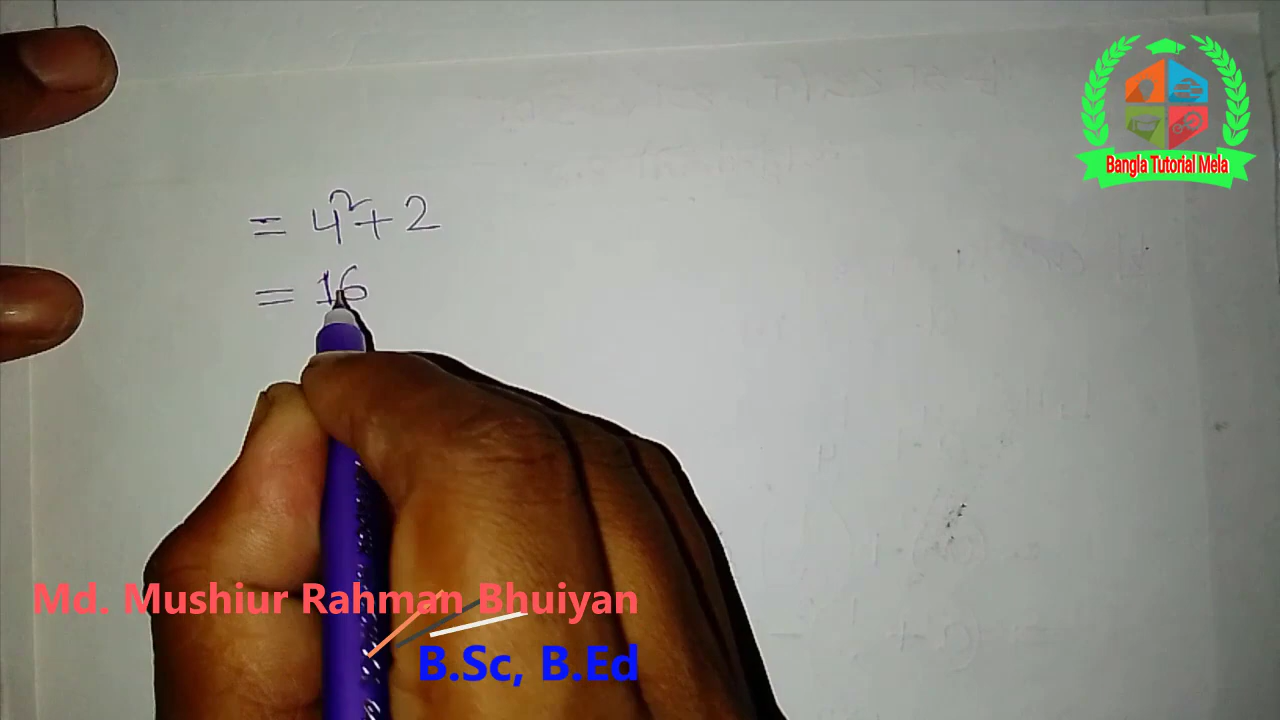 Bangla Tutorial Mela
= 4² + 2
= 16
Md. Mushiur Rahman Bhuiyan
B.Sc, B.Ed